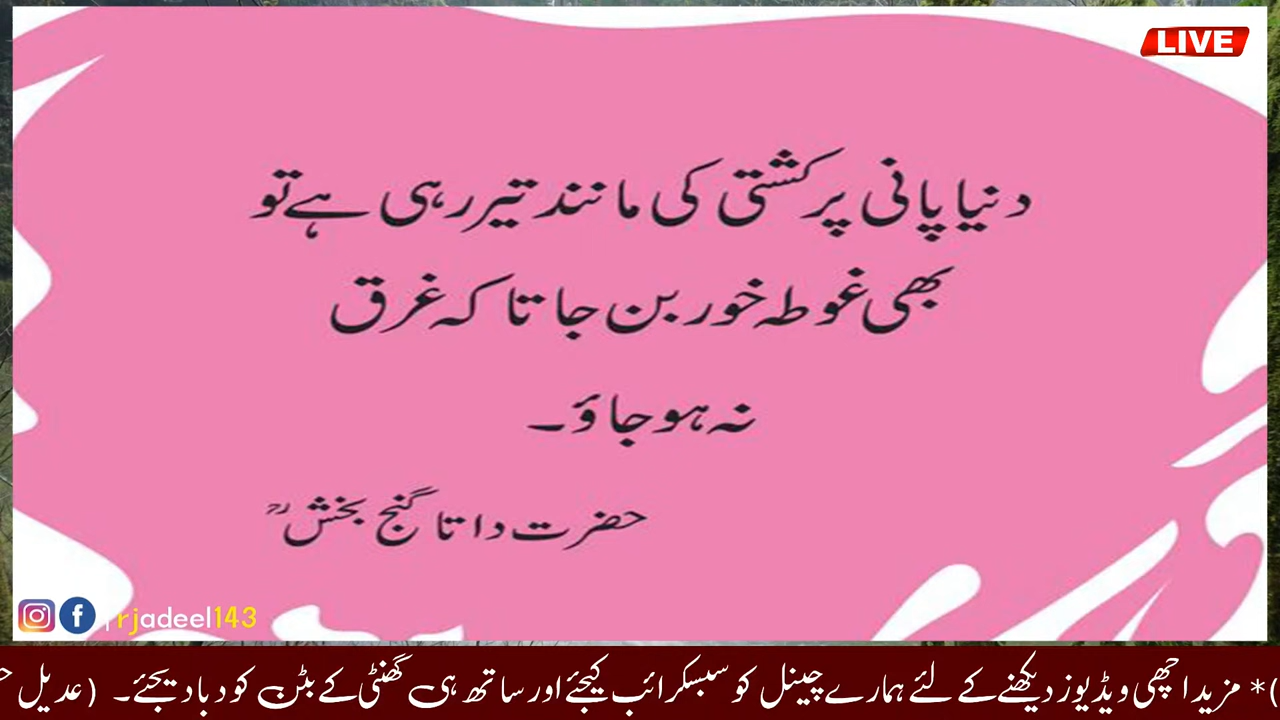 LIVE
دنیا پانی پر کشتی کی مانند تیر رہی ہے تو
بھی غوطہ خور بن جا تا کہ غرق
نہ ہو جاؤ۔
حضرت داتا گنج بخشؒ
rjadeel143
)* مزید اچھی ویڈیوز دیکھنے کے لئے ہمارے چینل کو سبسکرائب کیجئے اور ساتھ ہی گھنٹی کے بٹن کو دبا دیجئے۔ (عدیل